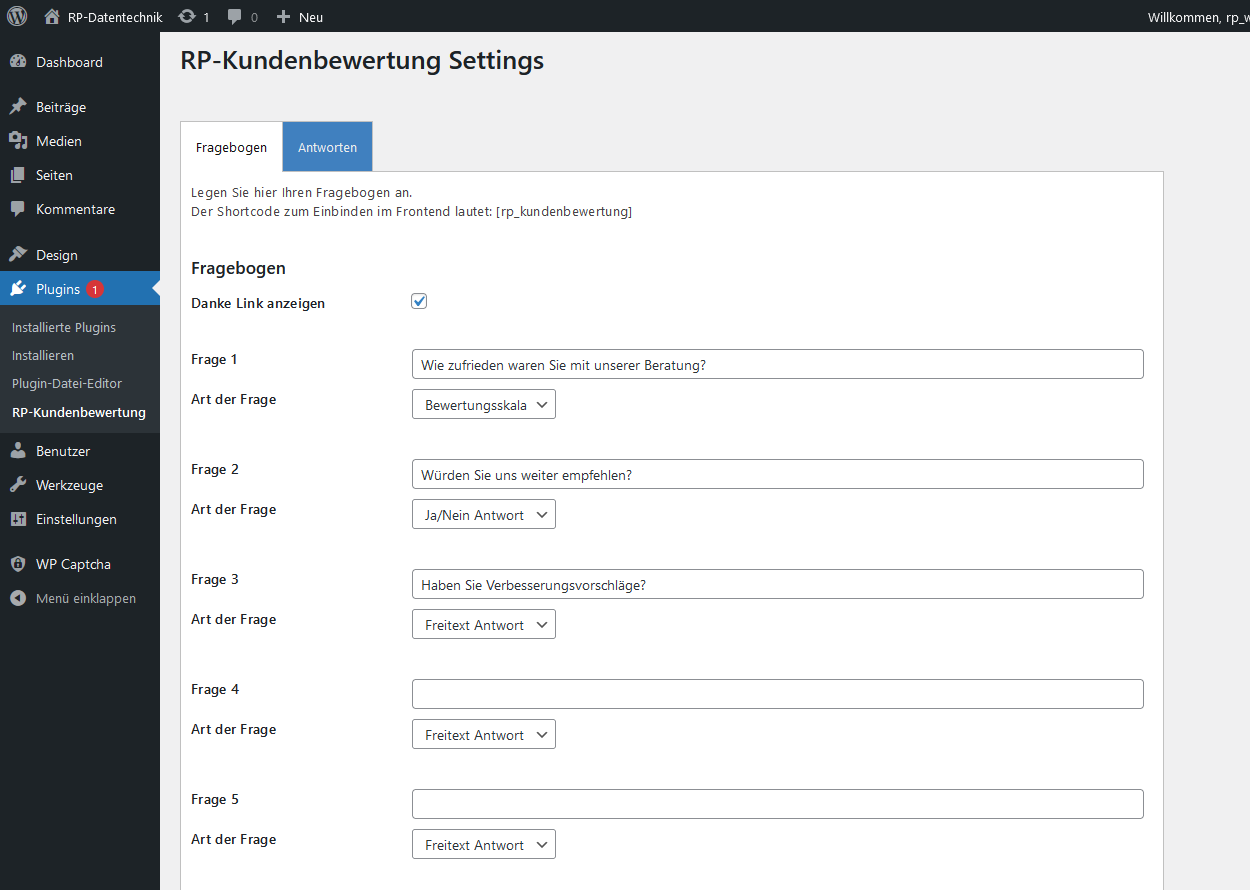 RP-Datentechnik 1 0 Neu Willkommen, rp_w
Dashboard
Beiträge
Medien
Seiten
Kommentare
Design
Plugins 1
Installierte Plugins
Installieren
Plugin-Datei-Editor
RP-Kundenbewertung
Benutzer
Werkzeuge
Einstellungen
WP Captcha
Menü einklappen
RP-Kundenbewertung Settings
Fragebogen Antworten
Legen Sie hier Ihren Fragebogen an.
Der Shortcode zum Einbinden im Frontend lautet: [rp_kundenbewertung]
Fragebogen
Danke Link anzeigen
Frage 1 Wie zufrieden waren Sie mit unserer Beratung?
Art der Frage Bewertungsskala
Frage 2 Würden Sie uns weiter empfehlen?
Art der Frage Ja/Nein Antwort
Frage 3 Haben Sie Verbesserungsvorschläge?
Art der Frage Freitext Antwort
Frage 4
Art der Frage Freitext Antwort
Frage 5
Art der Frage Freitext Antwort